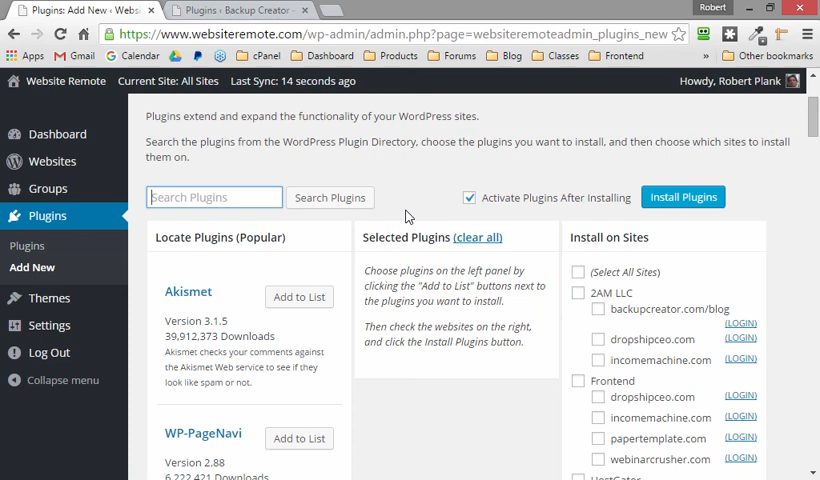 Robert
Plugins: Add New ‹ Websi
Plugins ‹ Backup Creator -
https://www.websiteremote.com/wp-admin/admin.php?page=websiteremoteadmin_plugins_new
Apps Gmail Calendar cPanel Dashboard Products Forums Blog Classes Frontend » Other bookmarks
Website Remote Current Site: All Sites Last Sync: 14 seconds ago Howdy, Robert Plank
Dashboard
Websites
Groups
Plugins
Plugins
Add New
Themes
Settings
Log Out
Collapse menu
Plugins extend and expand the functionality of your WordPress sites.
Search the plugins from the WordPress Plugin Directory, choose the plugins you want to install, and then choose which sites to install
them on.
Search Plugins Search Plugins Activate Plugins After Installing Install Plugins
Locate Plugins (Popular)
Akismet
Add to List
Version 3.1.5
39,912,373 Downloads
Akismet checks your comments against
the Akismet Web service to see if they
look like spam or not.
WP-PageNavi
Add to List
Version 2.88
6,222,421 Downloads
Selected Plugins (clear all)
Choose plugins on the left panel by
clicking the "Add to List" buttons next to
the plugins you want to install.
Then check the websites on the right,
and click the Install Plugins button.
Install on Sites
(Select All Sites)
2AM LLC
backupcreator.com/blog
(LOGIN)
dropshipceo.com (LOGIN)
incomemachine.com (LOGIN)
Frontend
dropshipceo.com (LOGIN)
incomemachine.com (LOGIN)
papertemplate.com (LOGIN)
webinarcrusher.com (LOGIN)
HostGator